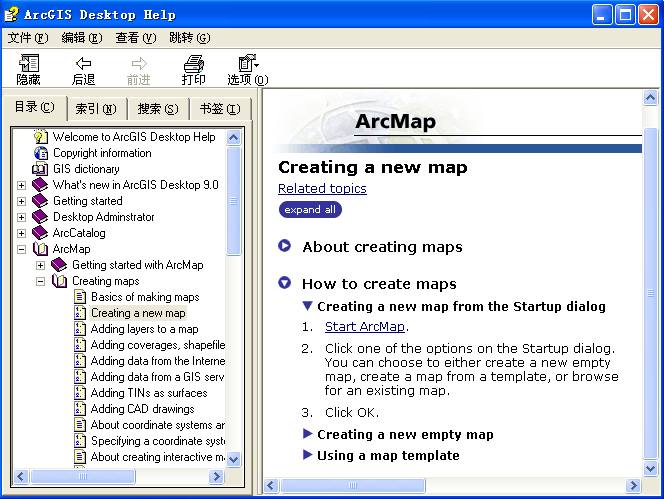 ArcGIS Desktop Help
文件(F) 编辑(E) 查看(V) 跳转(G)
隐藏 后退 前进 打印 选项(O)
目录(C) 索引(N) 搜索(S) 书签(I)
Welcome to ArcGIS Desktop Help
Copyright information
GIS dictionary
What's new in ArcGIS Desktop 9.0
Getting started
Desktop Adminstrator
ArcCatalog
ArcMap
Getting started with ArcMap
Creating maps
Basics of making maps
Creating a new map
Adding layers to a map
Adding coverages, shapefile
Adding data from the Interne
Adding data from a GIS serv
Adding TINs as surfaces
Adding CAD drawings
About coordinate systems ar
Specifying a coordinate syste
About creating interactive m
ArcMap
Creating a new map
Related topics
expand all
About creating maps
How to create maps
Creating a new map from the Startup dialog
1. Start ArcMap.
2. Click one of the options on the Startup dialog.
You can choose to either create a new empty
map, create a map from a template, or browse
for an existing map.
3. Click OK.
Creating a new empty map
Using a map template